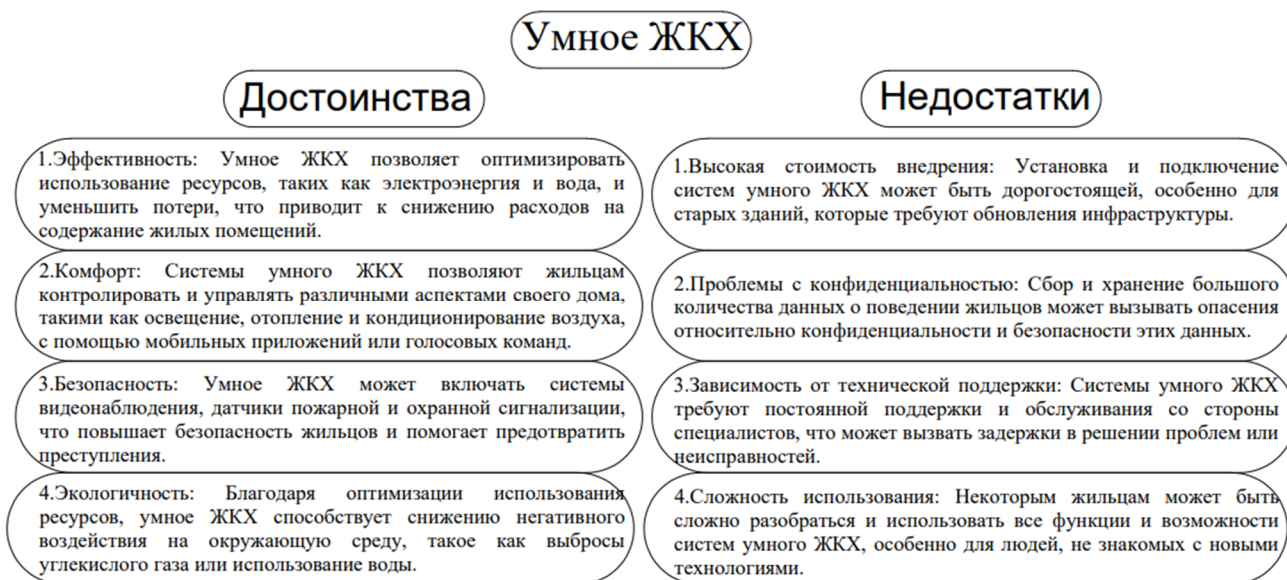 Умное ЖКХ
Достоинства
1.Эффективность: Умное ЖКХ позволяет оптимизировать
использование ресурсов, таких как электроэнергия и вода, и
уменьшить потери, что приводит к снижению расходов на
содержание жилых помещений.
2.Комфорт: Системы умного ЖКХ позволяют жильцам
контролировать и управлять различными аспектами своего дома,
такими как освещение, отопление и кондиционирование воздуха,
с помощью мобильных приложений или голосовых команд.
3.Безопасность: Умное ЖКХ может включать системы
видеонаблюдения, датчики пожарной и охранной сигнализации,
что повышает безопасность жильцов и помогает предотвратить
преступления.
4.Экологичность: Благодаря оптимизации использования
ресурсов, умное ЖКХ способствует снижению негативного
воздействия на окружающую среду, такое как выбросы
углекислого газа или использование воды.
Недостатки
1.Высокая стоимость внедрения: Установка и подключение
систем умного ЖКХ может быть дорогостоящей, особенно для
старых зданий, которые требуют обновления инфраструктуры.
2.Проблемы с конфиденциальностью: Сбор и хранение большого
количества данных о поведении жильцов может вызывать опасения
относительно конфиденциальности и безопасности этих данных.
3.Зависимость от технической поддержки: Системы умного ЖКХ
требуют постоянной поддержки и обслуживания со стороны
специалистов, что может вызвать задержки в решении проблем или
неисправностей.
4.Сложность использования: Некоторым жильцам может быть
сложно разобраться и использовать все функции и возможности
систем умного ЖКХ, особенно для людей, не знакомых с новыми
технологиями.